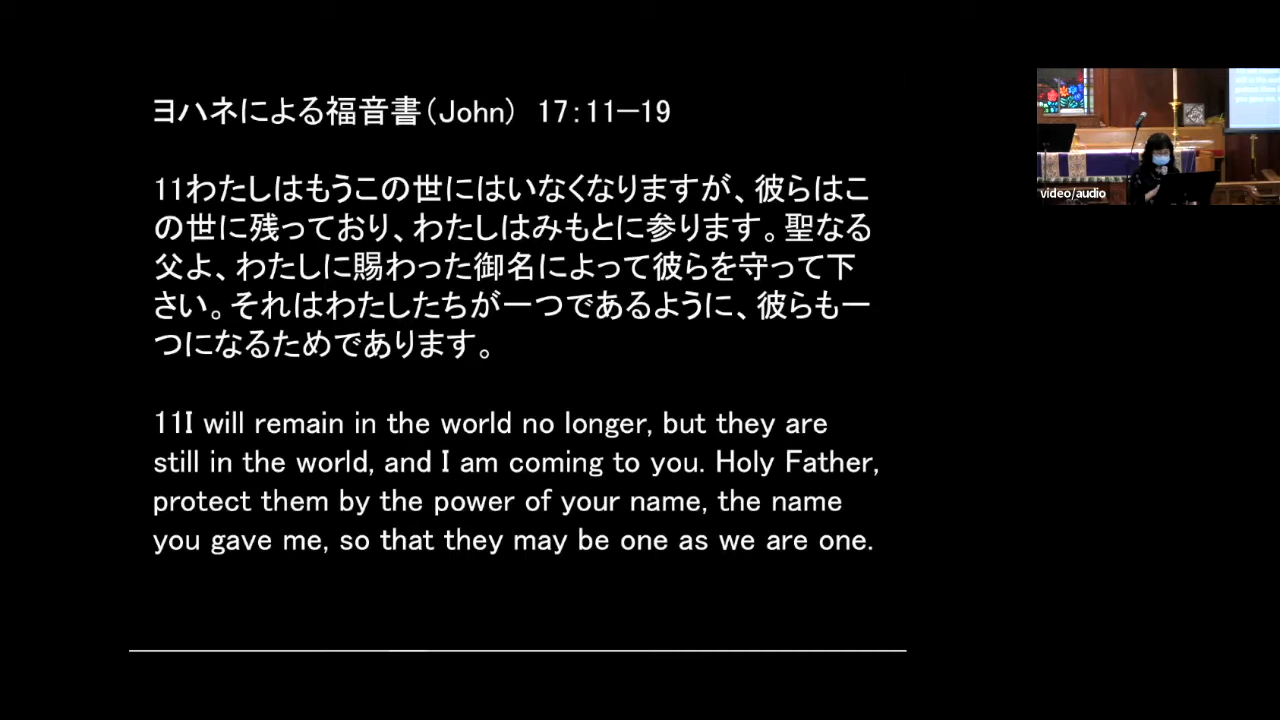 ヨハネによる福音書(John) 17:11-19
11わたしはもうこの世にはいなくなりますが、彼らはこ
の世に残っており、わたしはみもとに参ります。聖なる
父よ、わたしに賜わった御名によって彼らを守って下
さい。それはわたしたちが一つであるように、彼らも一
つになるためであります。
11I will remain in the world no longer, but they are
still in the world, and I am coming to you. Holy Father,
protect them by the power of your name, the name
you gave me, so that they may be one as we are one.
video/audio